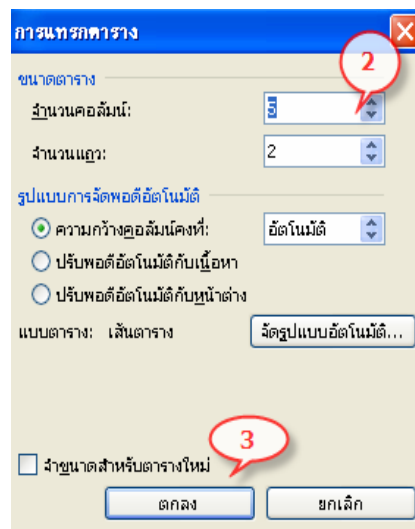 การแทรกตาราง
2
ขนาดตาราง
จำนวนคอลัมน์: 5
จำนวนแถว: 2
รูปแบบการจัดพอดีอัตโนมัติ
ความกว้างคอลัมน์คงที่: อัตโนมัติ
ปรับพอดีอัตโนมัติกับเนื้อหา
ปรับพอดีอัตโนมัติกับหน้าต่าง
แบบตาราง: เส้นตาราง จัดรูปแบบอัตโนมัติ...
3
จำขนาดสำหรับตารางใหม่
ตกลง ยกเลิก